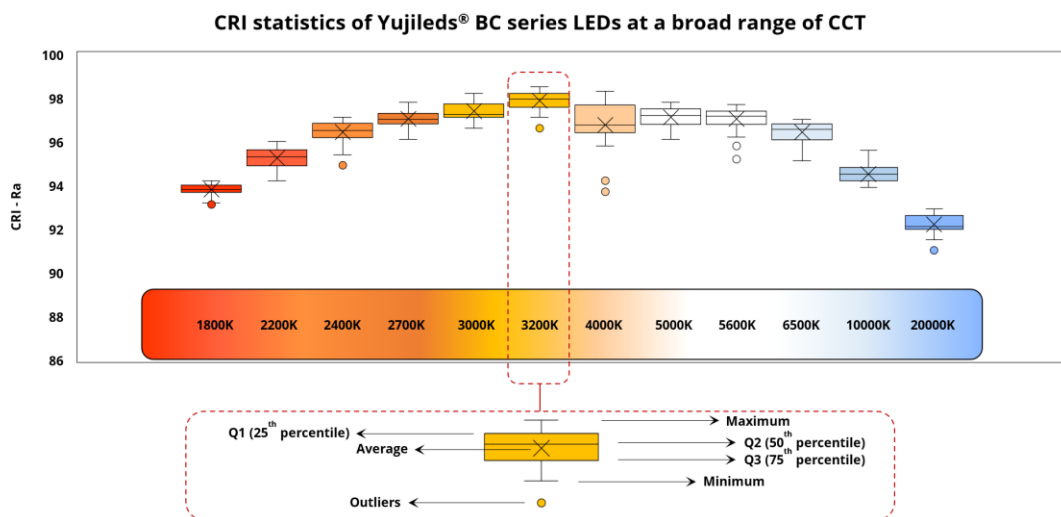 CRI statistics of Yujileds® BC series LEDs at a broad range of CCT
100
98
96
94
92
90
88
86
CRI - Ra
1800K 2200K 2400K 2700K 3000K 3200K 4000K 5000K 5600K 6500K 10000K 20000K
Maximum
Q1 (25th percentile)
Q2 (50th percentile)
Average
Q3 (75th percentile)
Minimum
Outliers